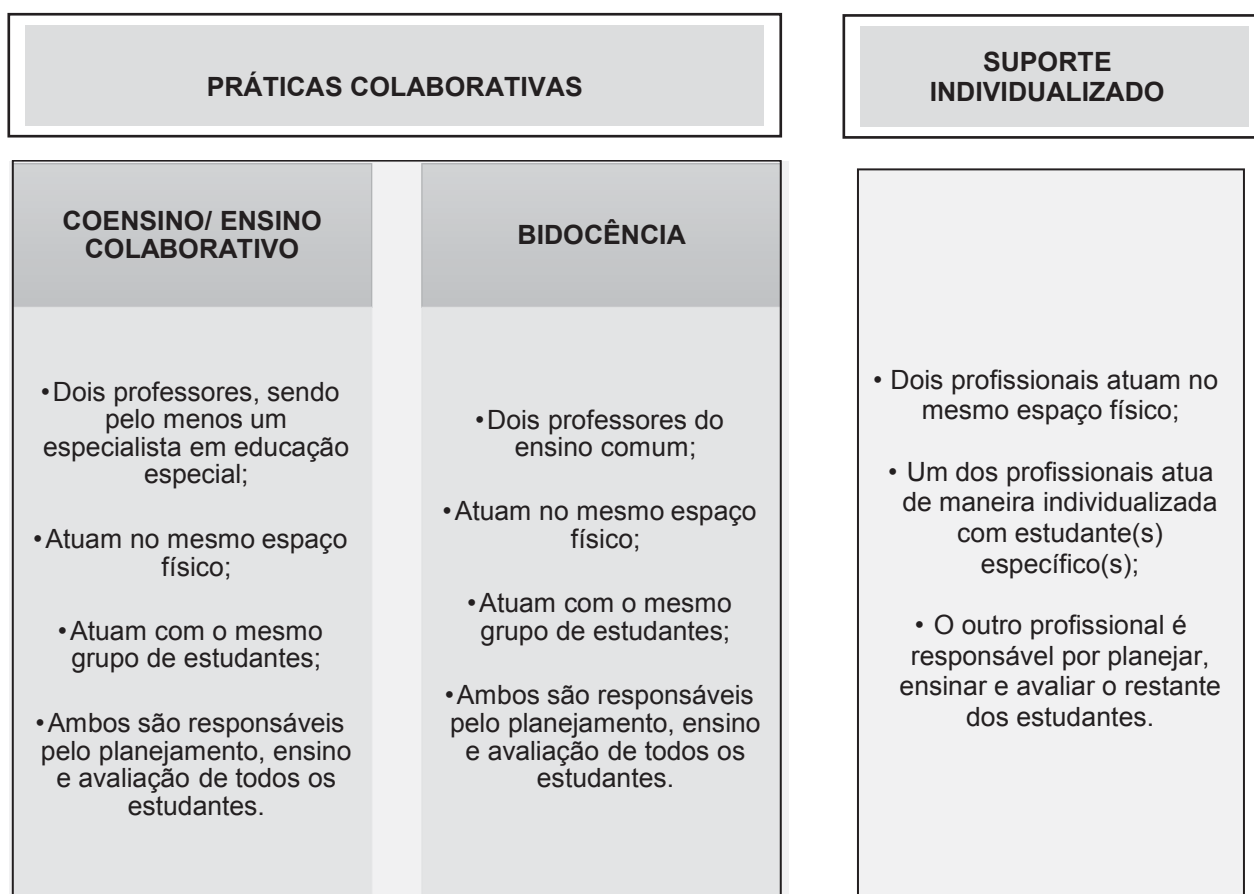 PRÁTICAS COLABORATIVAS
COENSINO/ ENSINO
COLABORATIVO
•Dois professores, sendo
pelo menos um
especialista em educação
especial;
•Atuam no mesmo espaço
físico;
•Atuam com o mesmo
grupo de estudantes;
•Ambos são responsáveis
pelo planejamento, ensino
e avaliação de todos os
estudantes.
BIDOCÊNCIA
•Dois professores do
ensino comum;
•Atuam no mesmo espaço
físico;
•Atuam com o mesmo
grupo de estudantes;
•Ambos são responsáveis
pelo planejamento, ensino
e avaliação de todos os
estudantes.
SUPORTE
INDIVIDUALIZADO
• Dois profissionais atuam no
mesmo espaço físico;
• Um dos profissionais atua
de maneira individualizada
com estudante(s)
específico(s);
• O outro profissional é
responsável por planejar,
ensinar e avaliar o restante
dos estudantes.